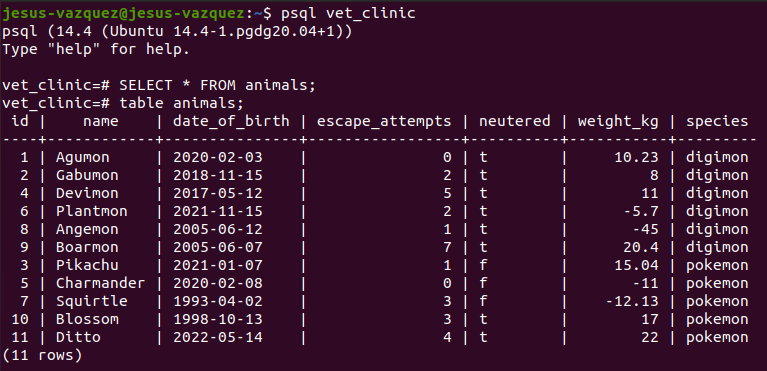 jesus-vazquez@jesus-vazquez:~$ psql vet_clinic
psql (14.4 (Ubuntu 14.4-1.pgdg20.04+1))
Type "help" for help.

vet_clinic=# SELECT * FROM animals;
vet_clinic=# table animals;
 id |    name    | date_of_birth | escape_attempts | neutered | weight_kg | species
----+------------+---------------+-----------------+----------+-----------+---------
  1 | Agumon     | 2020-02-03    |               0 | t        |     10.23 | digimon
  2 | Gabumon    | 2018-11-15    |               2 | t        |         8 | digimon
  4 | Devimon    | 2017-05-12    |               5 | t        |        11 | digimon
  6 | Plantmon   | 2021-11-15    |               2 | t        |      -5.7 | digimon
  8 | Angemon    | 2005-06-12    |               1 | t        |       -45 | digimon
  9 | Boarmon    | 2005-06-07    |               7 | t        |      20.4 | digimon
  3 | Pikachu    | 2021-01-07    |               1 | f        |     15.04 | pokemon
  5 | Charmander | 2020-02-08    |               0 | f        |       -11 | pokemon
  7 | Squirtle   | 1993-04-02    |               3 | f        |    -12.13 | pokemon
 10 | Blossom    | 1998-10-13    |               3 | t        |        17 | pokemon
 11 | Ditto      | 2022-05-14    |               4 | t        |        22 | pokemon
(11 rows)